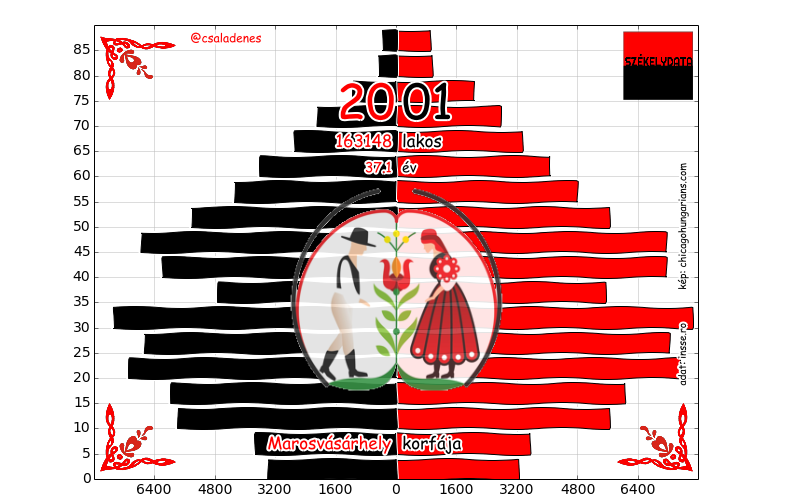 @csaladenes
SZÉKELYDATA
2001
163148 lakos
37.1 év
kép: chicagohungarians.com
adat: insse.ro
Marosvásárhely korfája
85
80
75
70
65
60
55
50
45
40
35
30
25
20
15
10
5
0
6400 4800 3200 1600 0 1600 3200 4800 6400